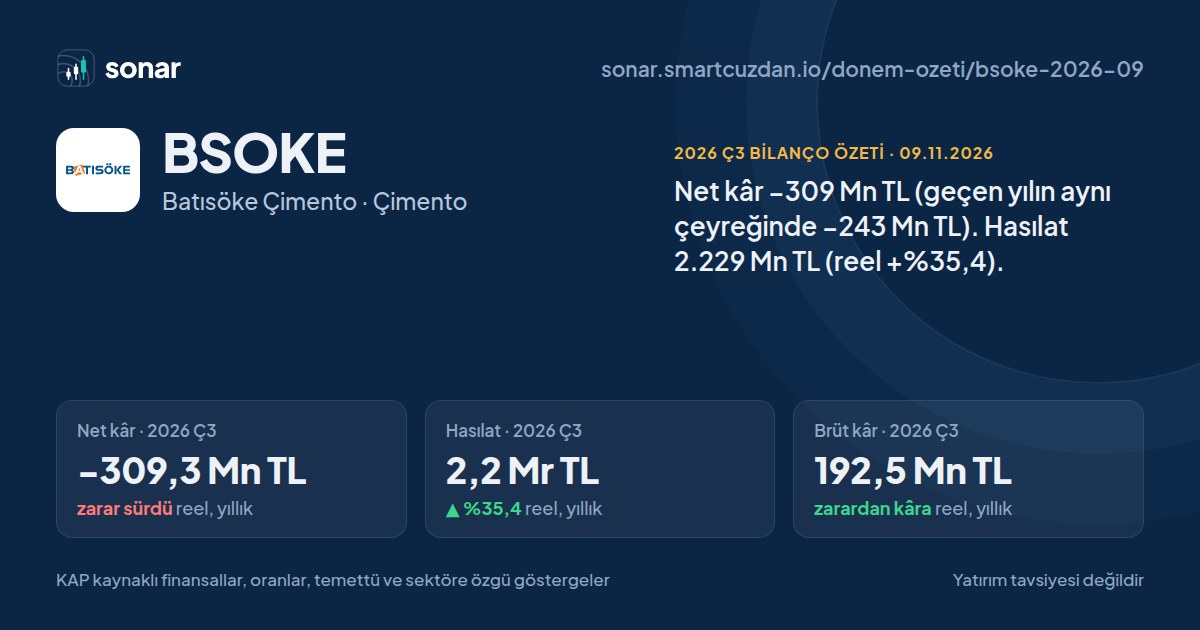 sonar
sonar.smartcuzdan.io/donem-ozeti/bsoke-2026-09
BATISÖKE
BSOKE
Batısöke Çimento · Çimento
2026 Ç3 BİLANÇO ÖZETİ · 09.11.2026
Net kâr −309 Mn TL (geçen yılın aynı
çeyreğinde −243 Mn TL). Hasılat
2.229 Mn TL (reel +%35,4).
Net kâr · 2026 Ç3
−309,3 Mn TL
zarar sürdü reel, yıllık
Hasılat · 2026 Ç3
2,2 Mr TL
▲ %35,4 reel, yıllık
Brüt kâr · 2026 Ç3
192,5 Mn TL
zarardan kâra reel, yıllık
KAP kaynaklı finansallar, oranlar, temettü ve sektöre özgü göstergeler
Yatırım tavsiyesi değildir